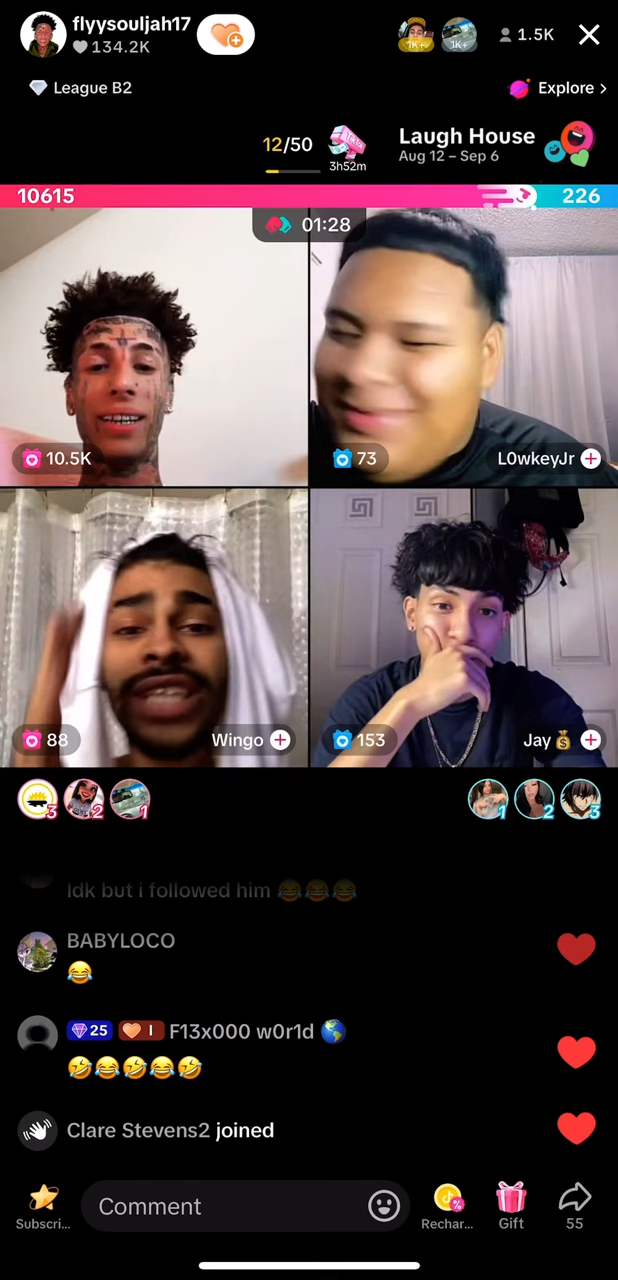 flyysouljah17
134.2K
1K+
1K+
1.5K
League B2
Explore >
12/50
3h52m
Laugh House
Aug 12 – Sep 6
10615
226
01:28
10.5K
73
L0wkeyJr
88
Wingo
153
Jay💰
3
2
1
1
2
3
Idk but i followed him 😂😂😂
BABYLOCO
😂
25
I
F13x000 w0r1d 🌎
🤣😂🤣😂🤣
Clare Stevens2 joined
Comment
Subscri...
Rechar...
Gift
55